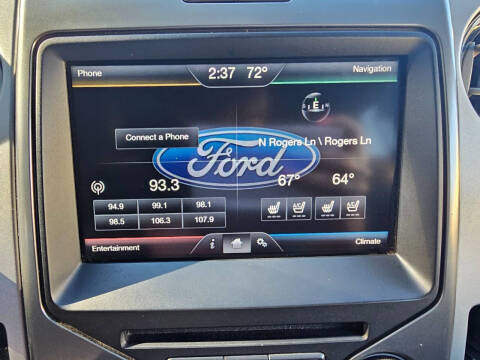 Phone 2:37 72° Navigation
E
Connect a Phone
N Rogers Ln \ Rogers Ln
Ford
93.3 67° 64°
94.9 99.1 98.1
98.5 106.3 107.9
Entertainment i Climate